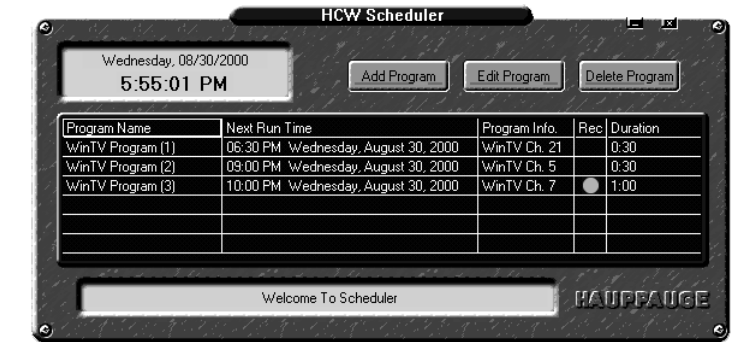 HCW Scheduler
Wednesday, 08/30/2000
5:55:01 PM
Add Program
Edit Program
Delete Program
Program Name Next Run Time Program Info. Rec Duration
WinTV Program (1) 06:30 PM Wednesday, August 30, 2000 WinTV Ch. 21 0:30
WinTV Program (2) 09:00 PM Wednesday, August 30, 2000 WinTV Ch. 5 0:30
WinTV Program (3) 10:00 PM Wednesday, August 30, 2000 WinTV Ch. 7 1:00
Welcome To Scheduler
HAUPPAUGE